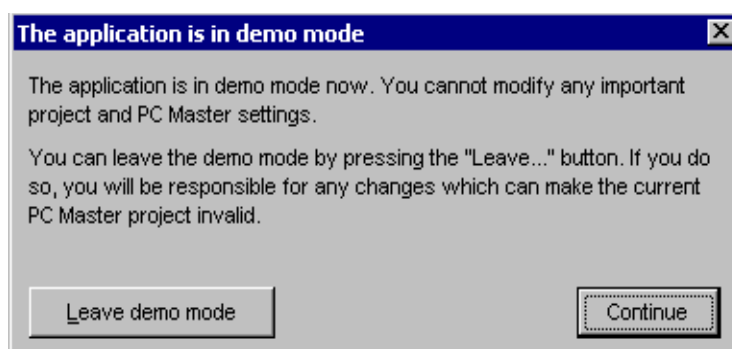 The application is in demo mode
The application is in demo mode now. You cannot modify any important
project and PC Master settings.
You can leave the demo mode by pressing the "Leave..." button. If you do
so, you will be responsible for any changes which can make the current
PC Master project invalid.
Leave demo mode
Continue